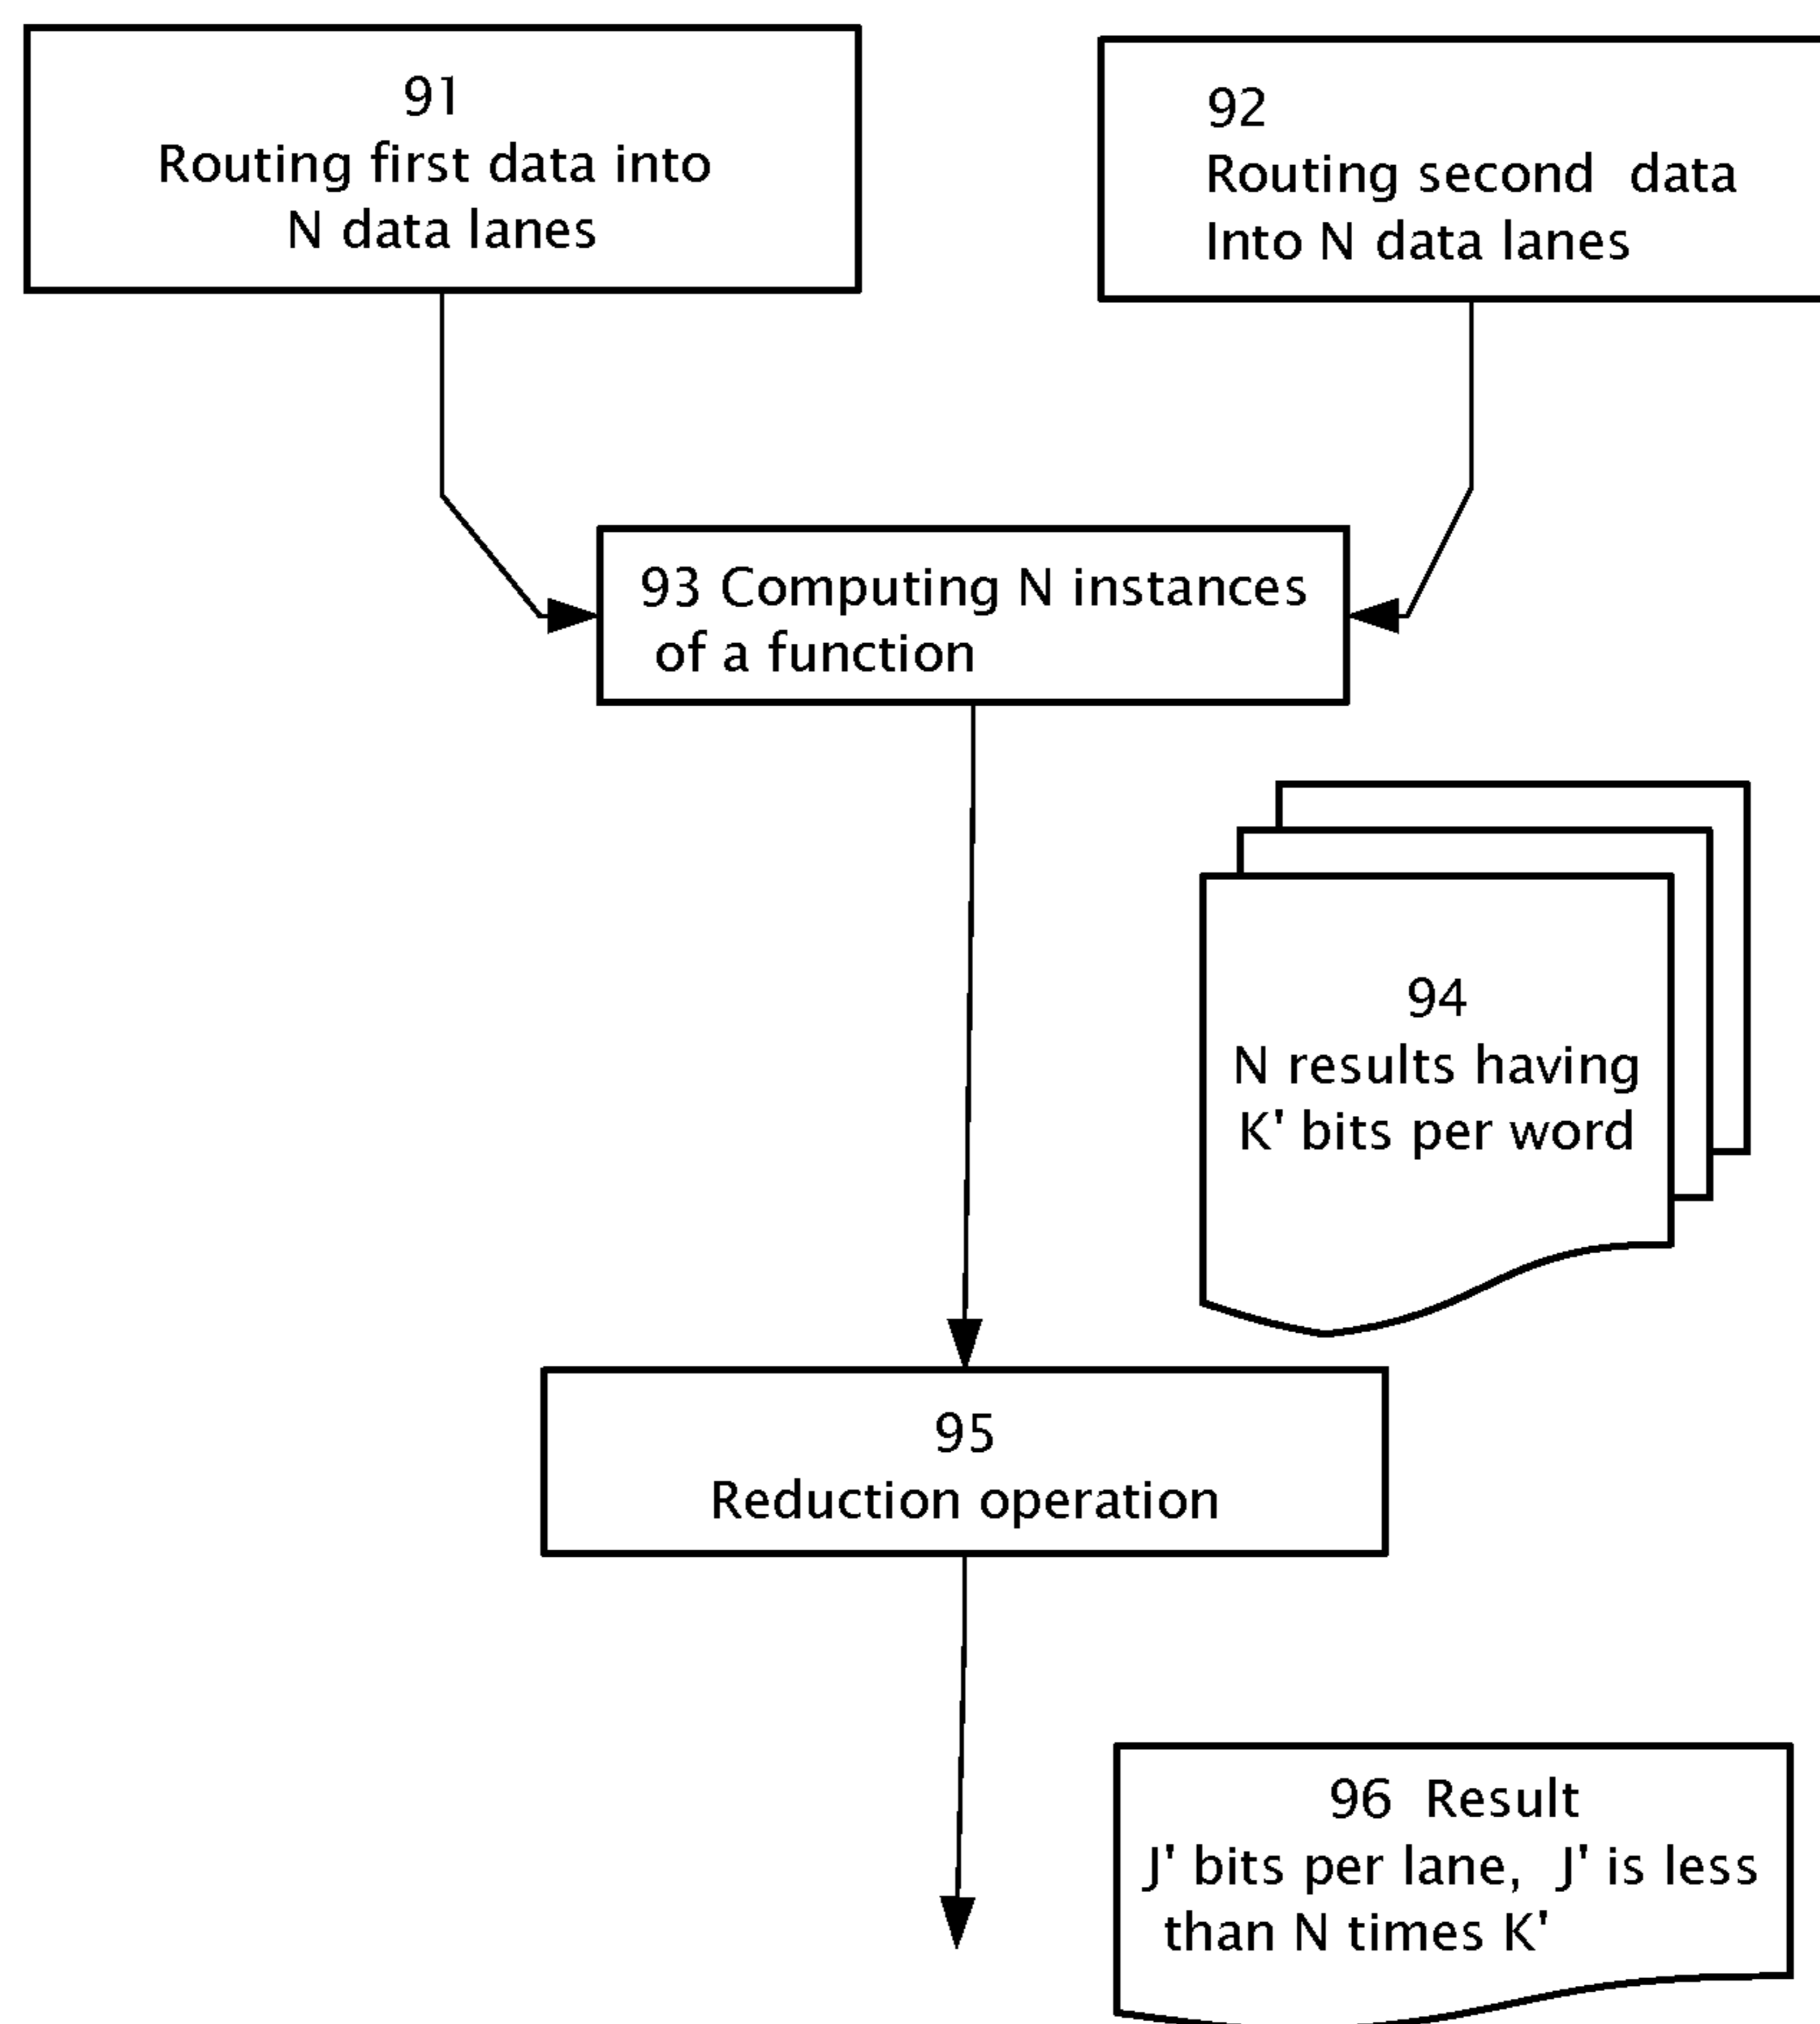 91
Routing first data into
N data lanes
92
Routing second  data
Into N data lanes
93 Computing N instances
of a function
94
N results having
K' bits per word
95
Reduction operation
96  Result
J' bits per lane,  J' is less
than N times K'